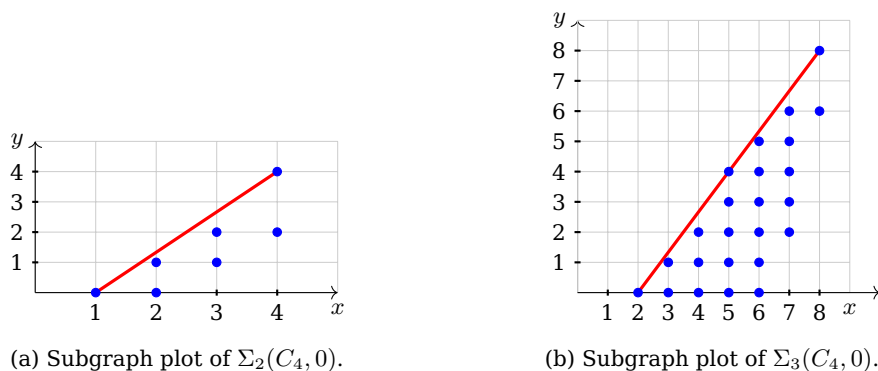 y
4
3
2
1
1 2 3 4 x
(a) Subgraph plot of Σ₂(C₄, 0).
y
8
7
6
5
4
3
2
1
1 2 3 4 5 6 7 8 x
(b) Subgraph plot of Σ₃(C₄, 0).